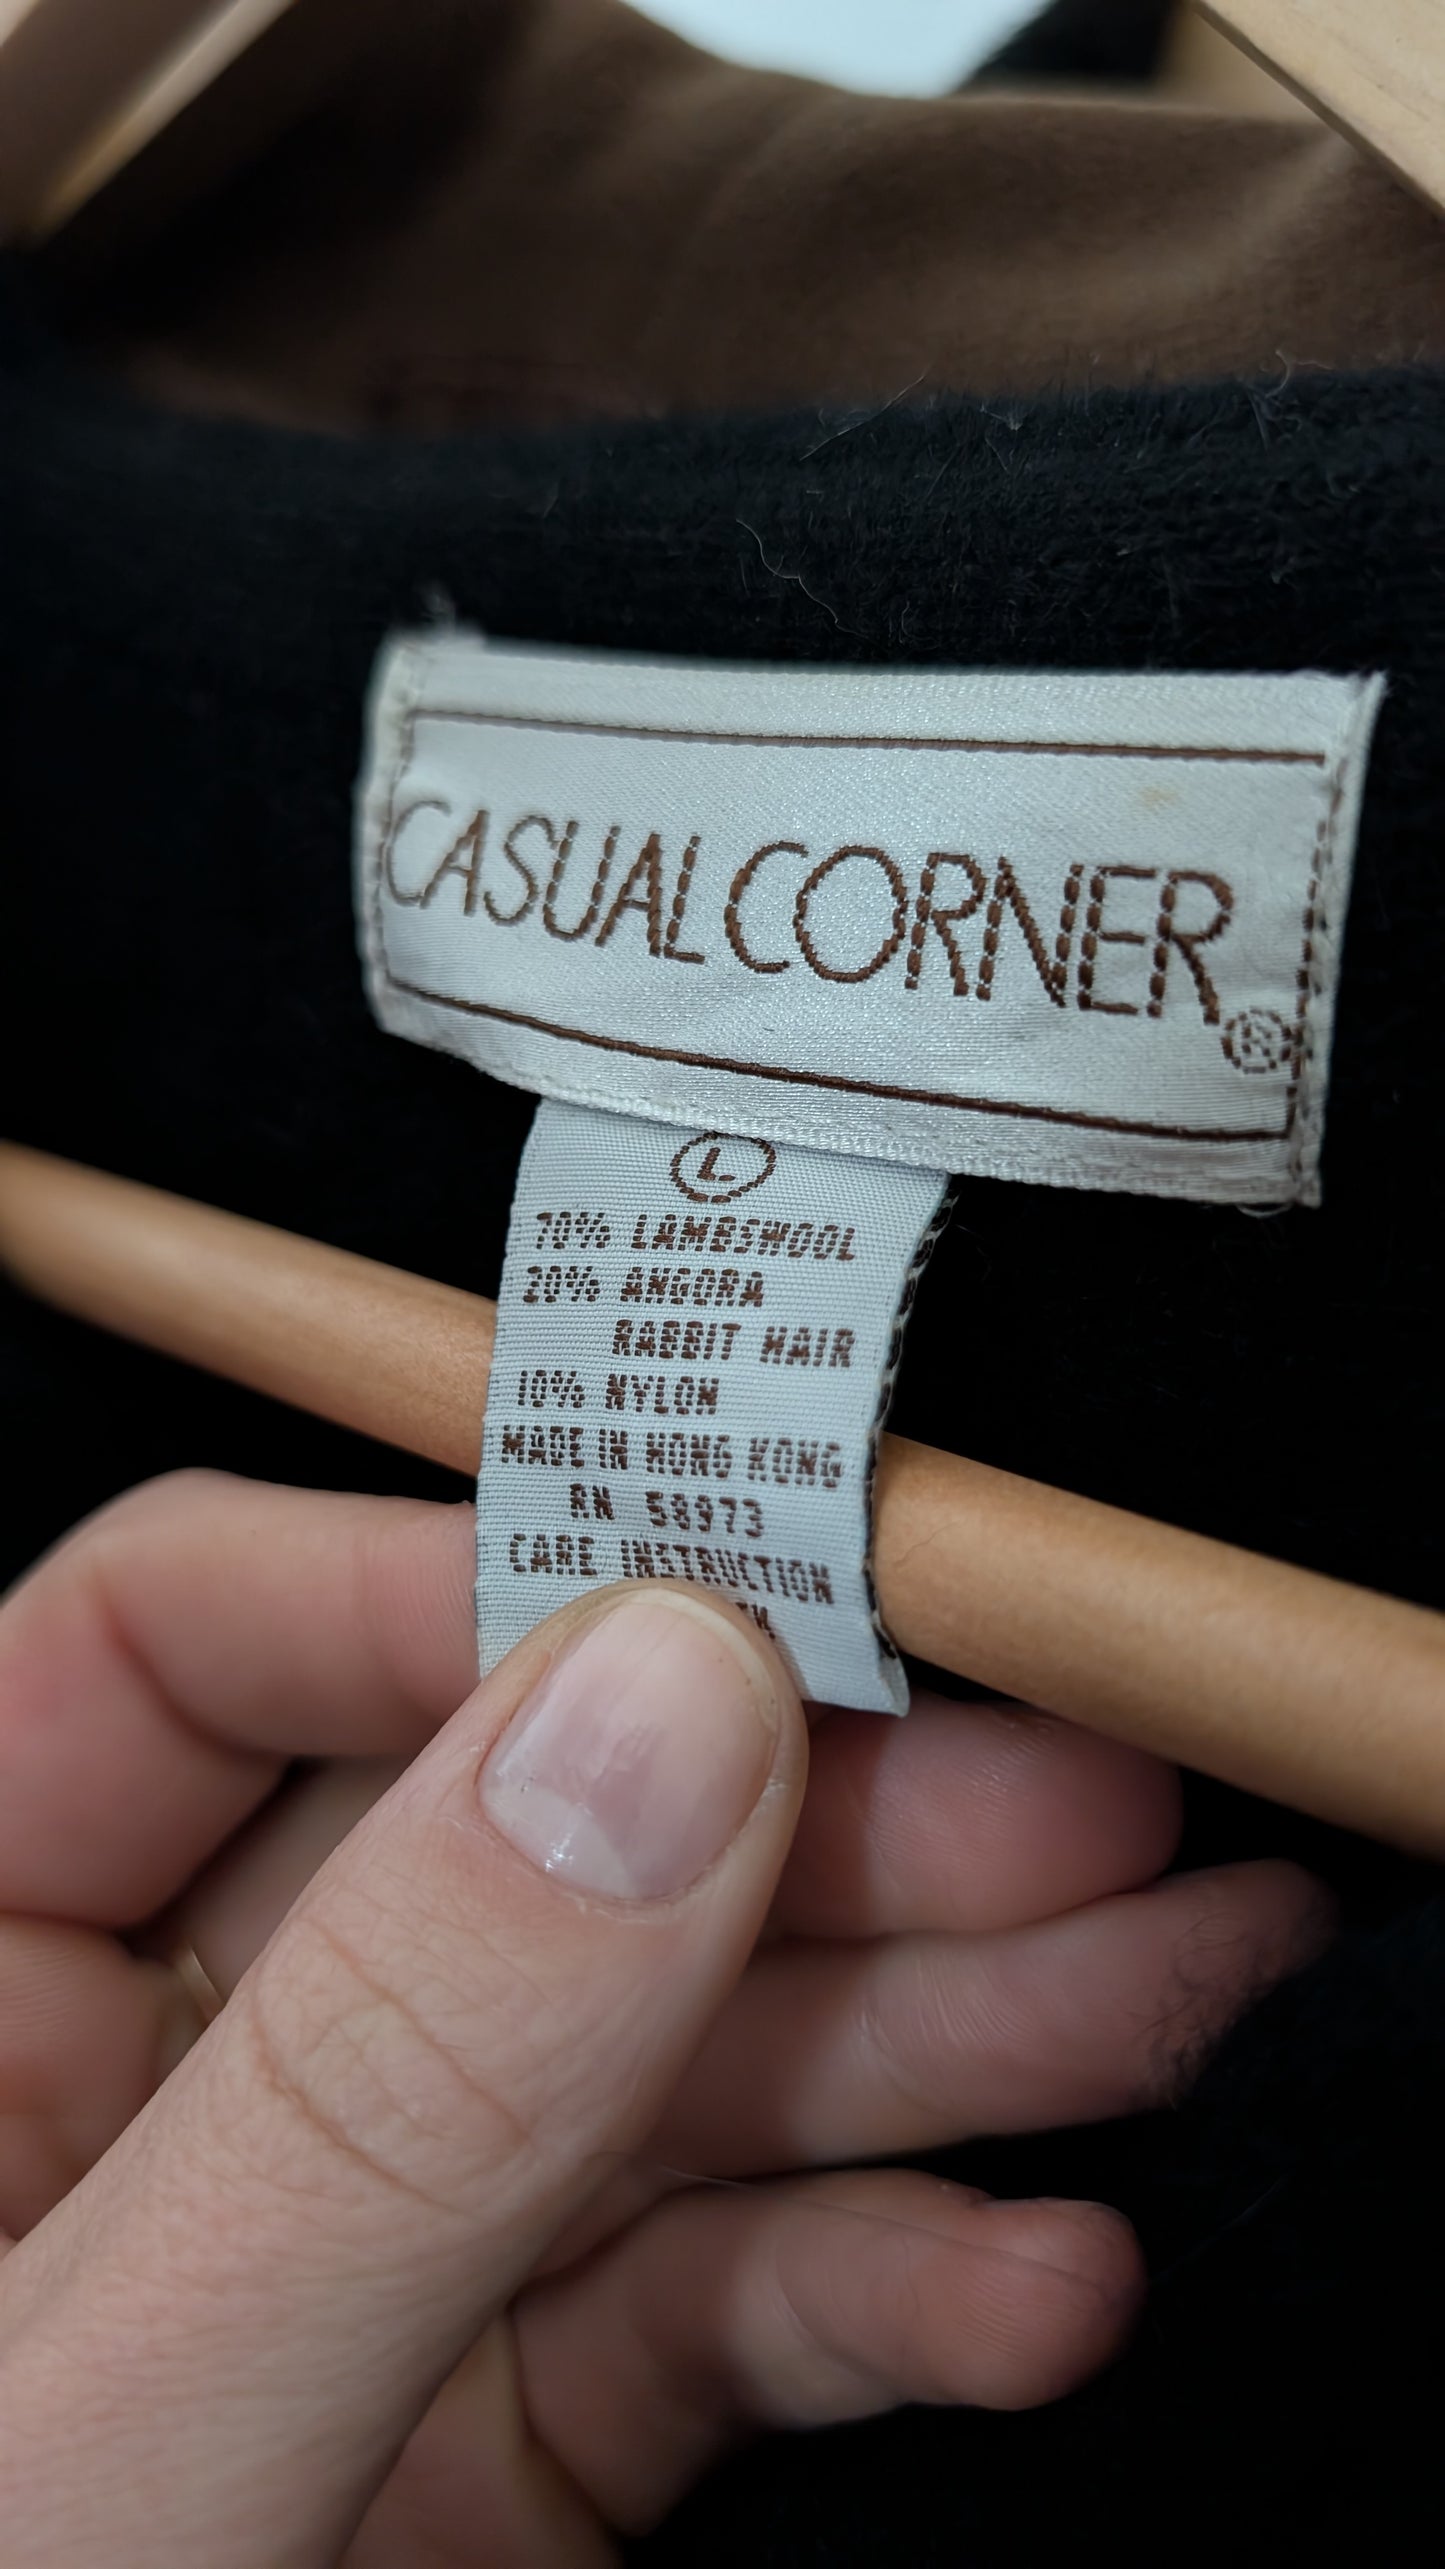 CASUAL CORNER®
L
70% LAMBSWOOL
20% ANGORA
RABBIT HAIR
10% NYLON
MADE IN HONG KONG
RN 58973
CARE INSTRUCTION